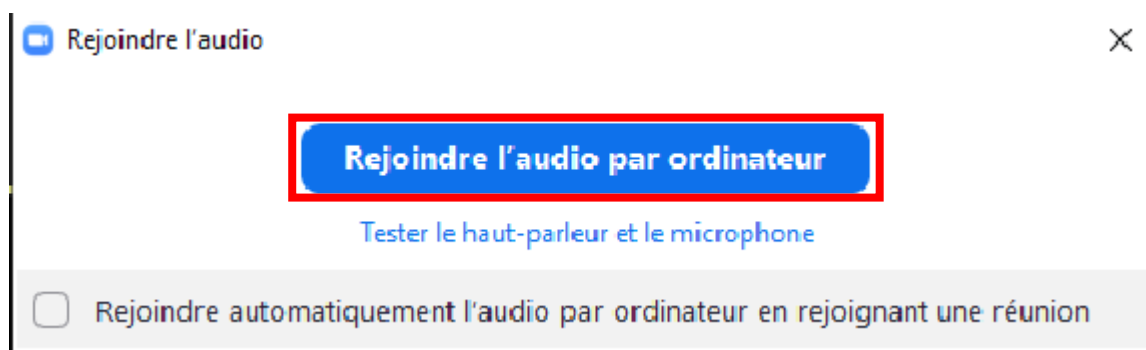 Rejoindre l'audio
Rejoindre l'audio par ordinateur
Tester le haut-parleur et le microphone
Rejoindre automatiquement l'audio par ordinateur en rejoignant une réunion